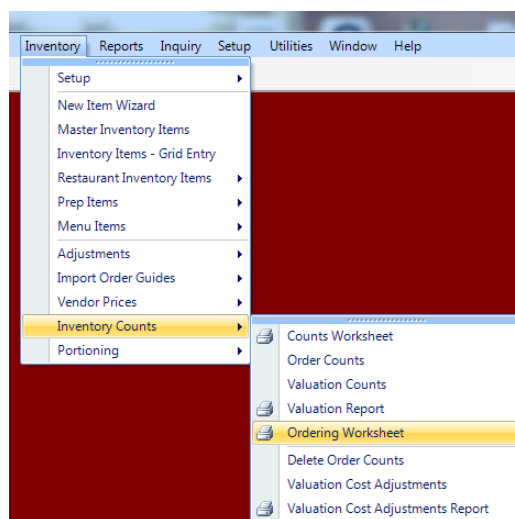 Inventory Reports Inquiry Setup Utilities Window Help
Setup
New Item Wizard
Master Inventory Items
Inventory Items - Grid Entry
Restaurant Inventory Items
Prep Items
Menu Items
Adjustments
Import Order Guides
Vendor Prices
Inventory Counts
Portioning
Counts Worksheet
Order Counts
Valuation Counts
Valuation Report
Ordering Worksheet
Delete Order Counts
Valuation Cost Adjustments
Valuation Cost Adjustments Report